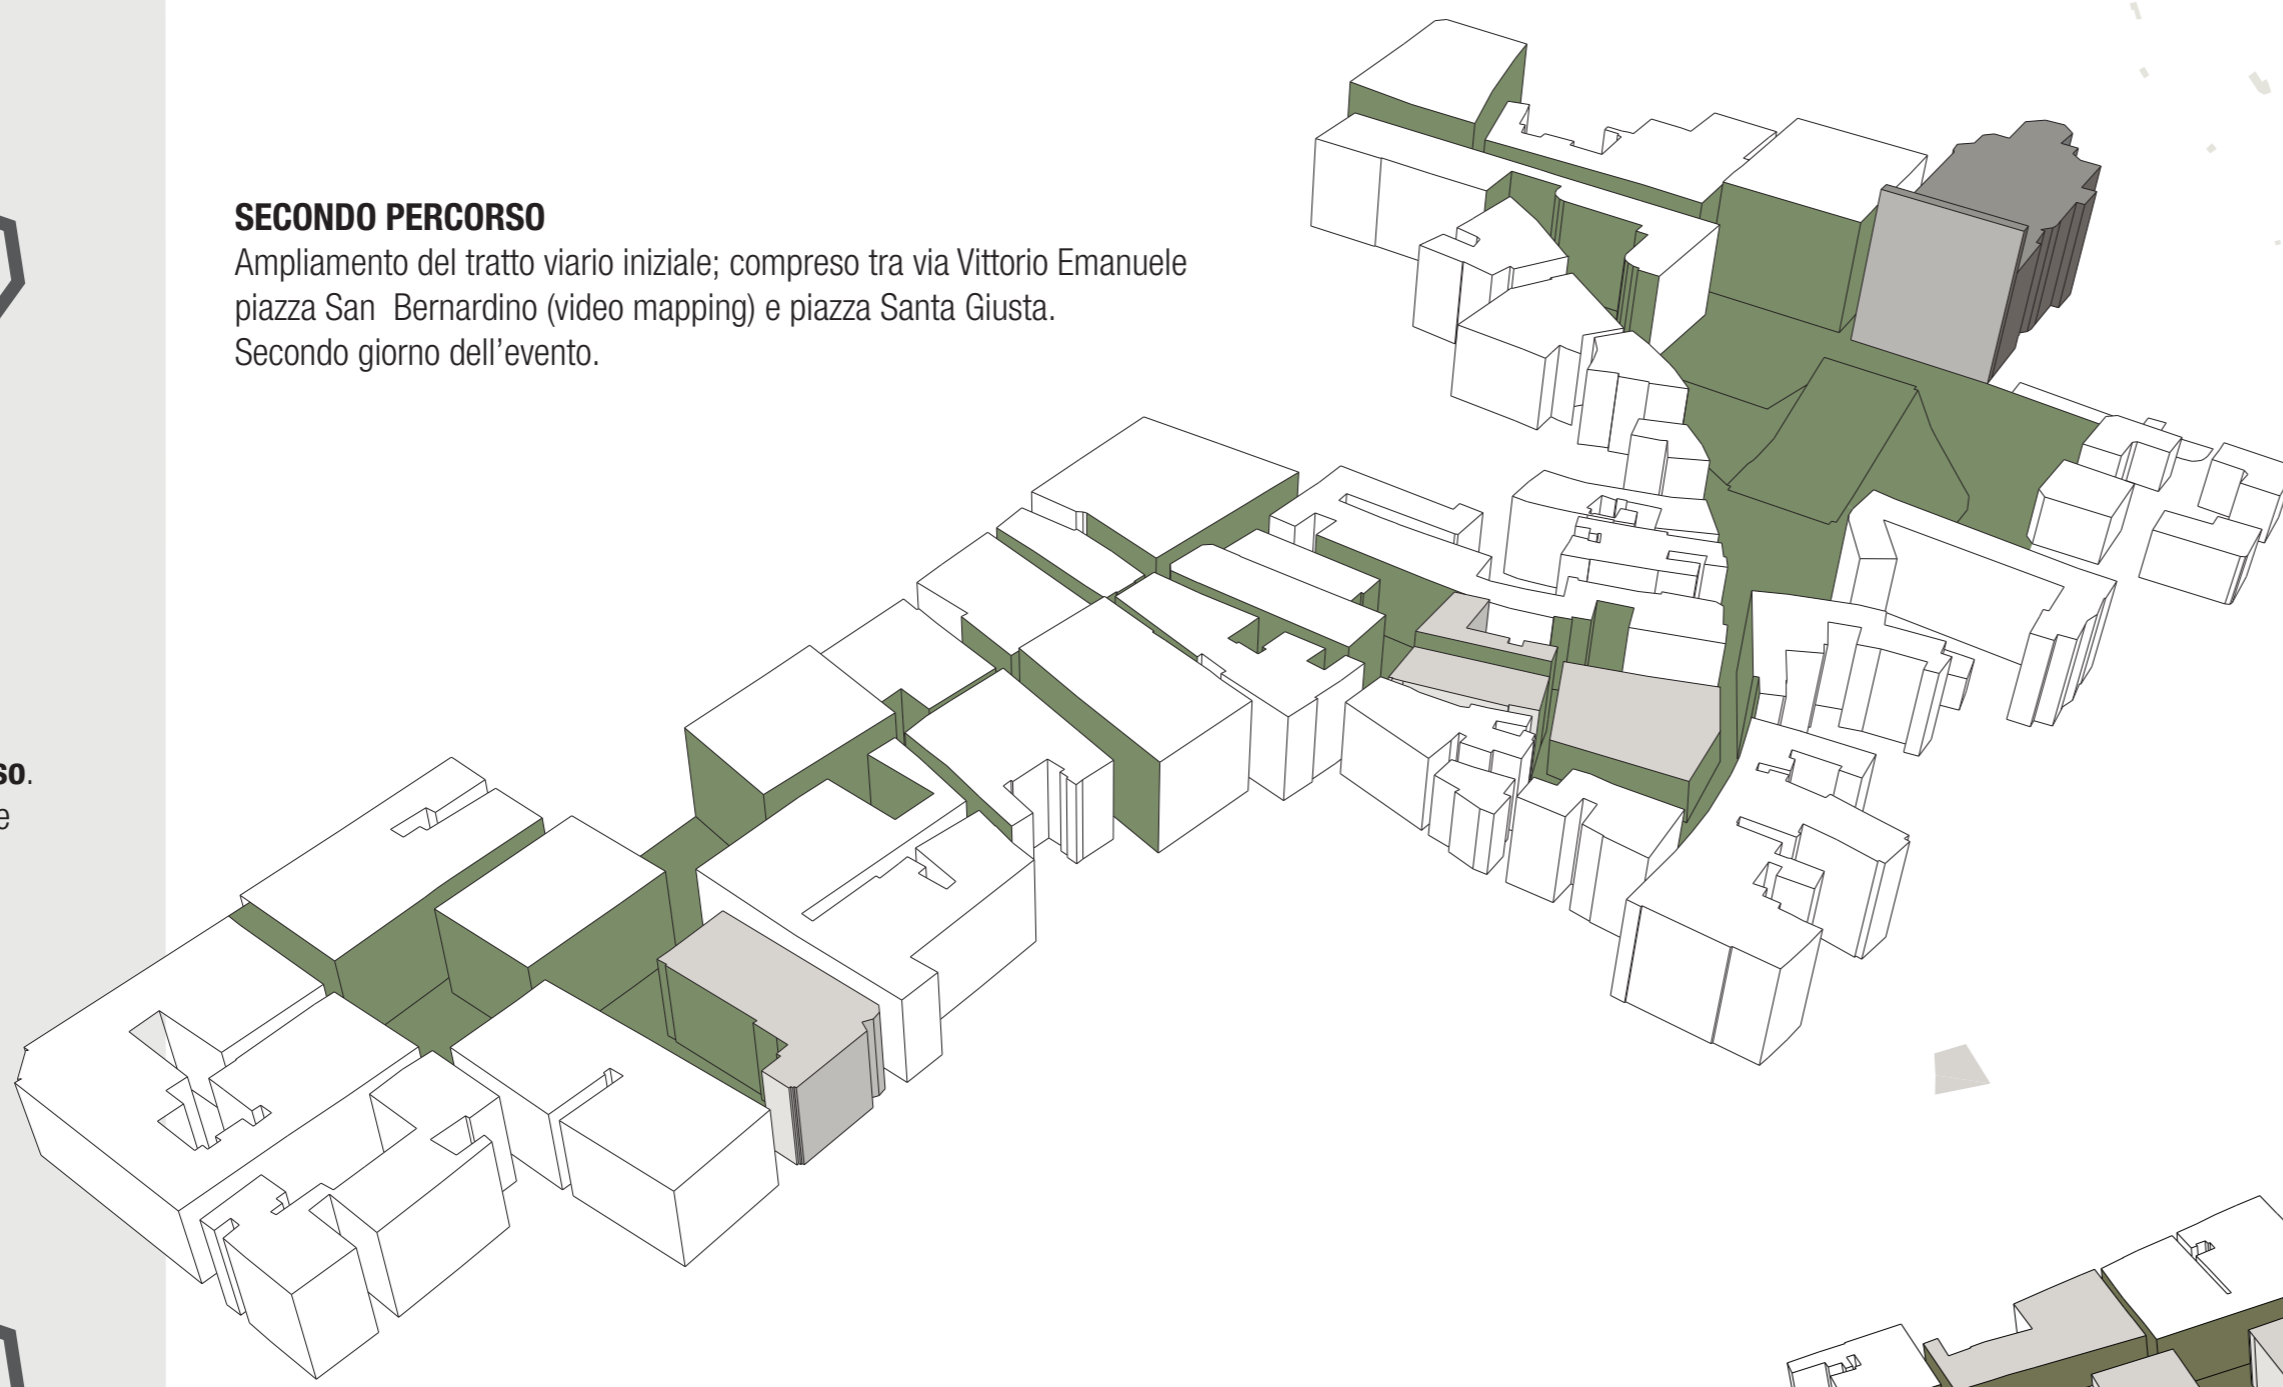 SECONDO PERCORSO
Ampliamento del tratto viario iniziale; compreso tra via Vittorio Emanuele
piazza San  Bernardino (video mapping) e piazza Santa Giusta.
Secondo giorno dell'evento.
so.
e